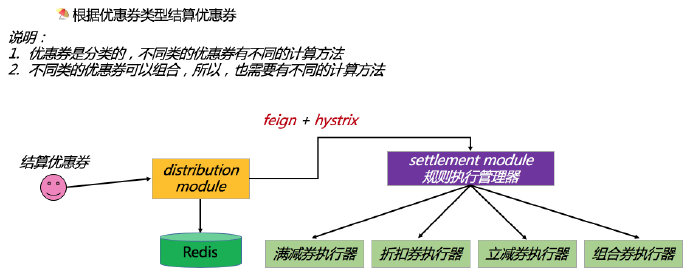 根据优惠券类型结算优惠券
说明：
1. 优惠券是分类的，不同类的优惠券有不同的计算方法
2. 不同类的优惠券可以组合，所以，也需要有不同的计算方法
feign + hystrix
结算优惠券
distribution
module
settlement module
规则执行管理器
Redis
满减券执行器
折扣券执行器
立减券执行器
组合券执行器